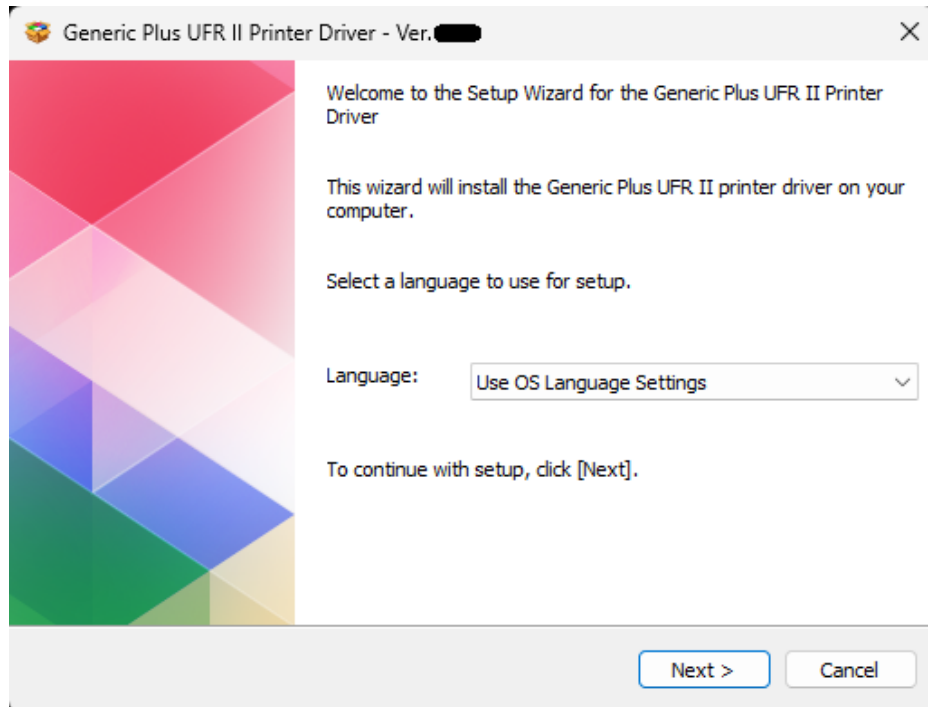 Generic Plus UFR II Printer Driver - Ver.
Welcome to the Setup Wizard for the Generic Plus UFR II Printer
Driver
This wizard will install the Generic Plus UFR II printer driver on your
computer.
Select a language to use for setup.
Language: Use OS Language Settings
To continue with setup, click [Next].
Next > Cancel